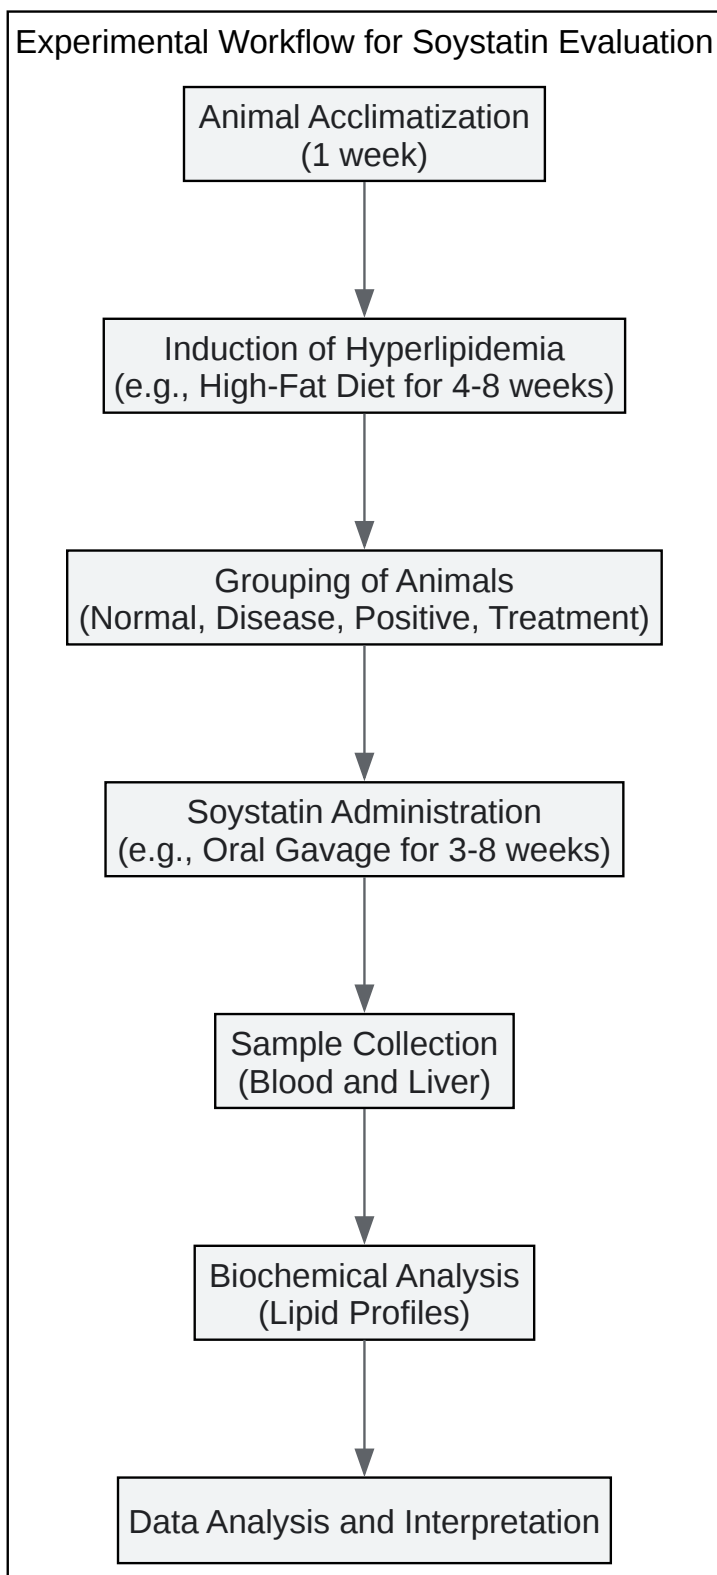 Experimental Workflow for Soystatin Evaluation
Animal Acclimatization
(1 week)
Induction of Hyperlipidemia
(e.g., High-Fat Diet for 4-8 weeks)
Grouping of Animals
(Normal, Disease, Positive, Treatment)
Soystatin Administration
(e.g., Oral Gavage for 3-8 weeks)
Sample Collection
(Blood and Liver)
Biochemical Analysis
(Lipid Profiles)
Data Analysis and Interpretation